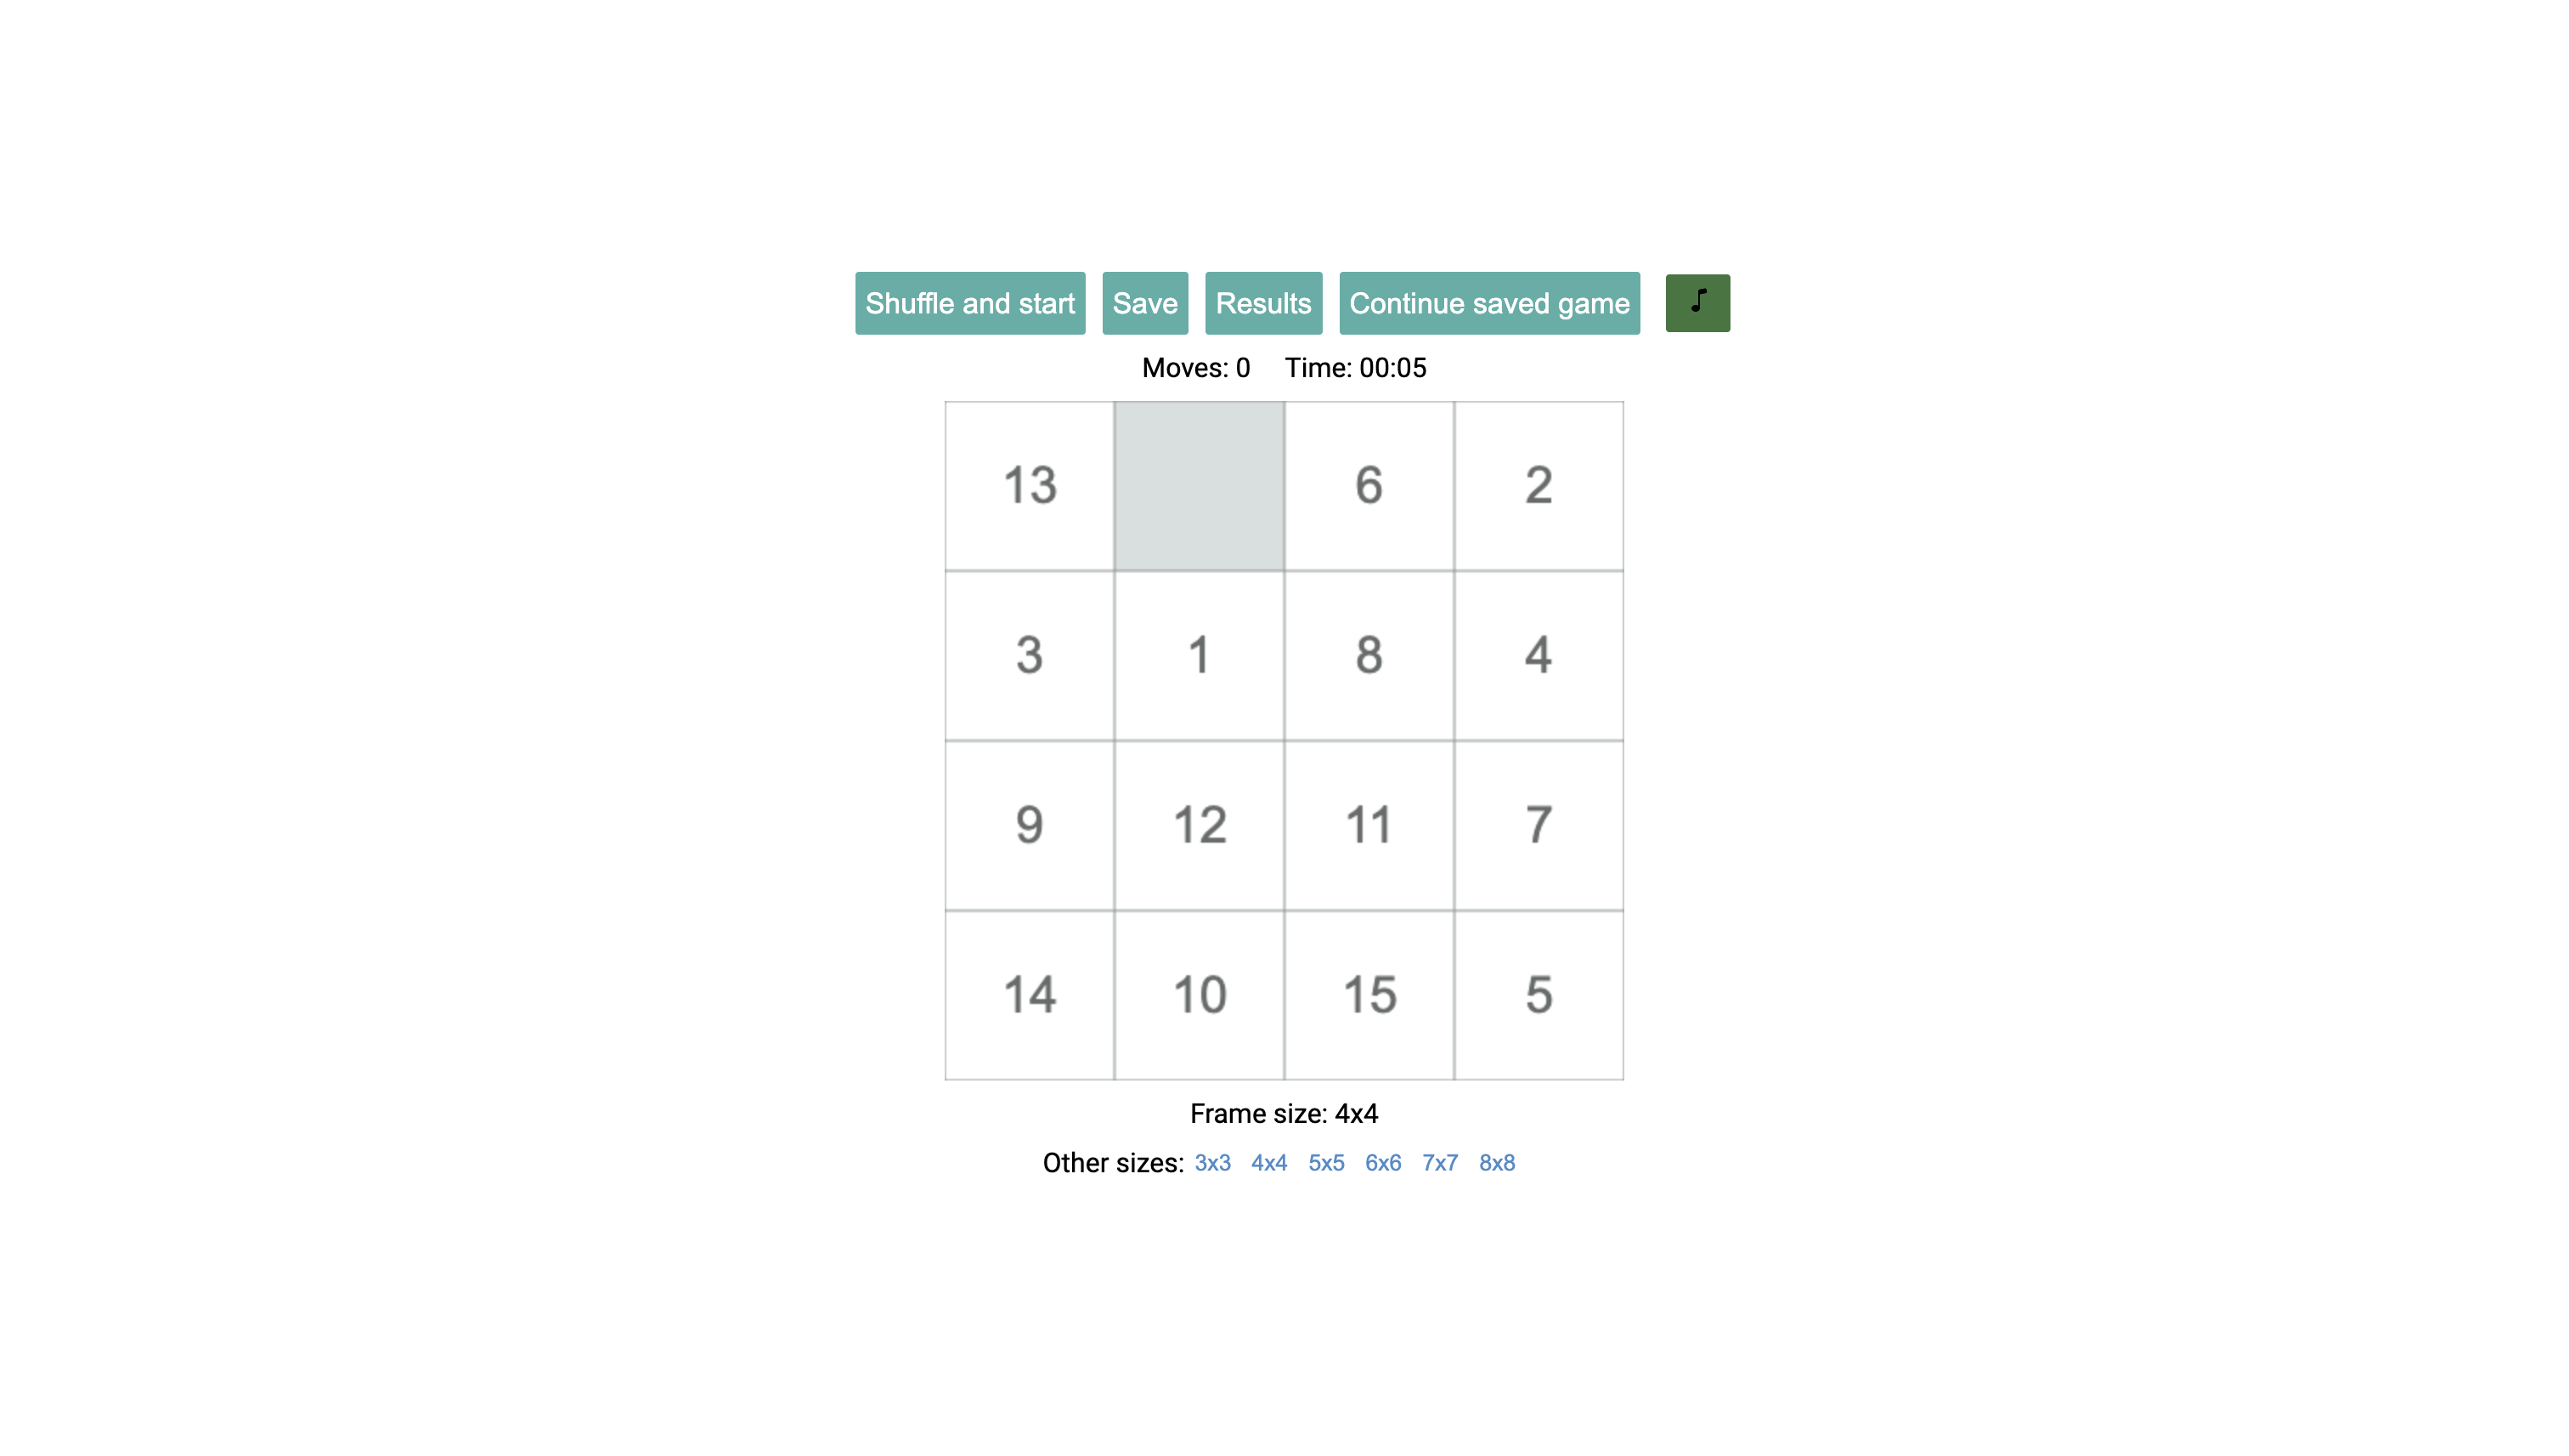 Shuffle and start Save Results Continue saved game ♪
Moves: 0 Time: 00:05
13 6 2
3 1 8 4
9 12 11 7
14 10 15 5
Frame size: 4x4
Other sizes: 3x3 4x4 5x5 6x6 7x7 8x8